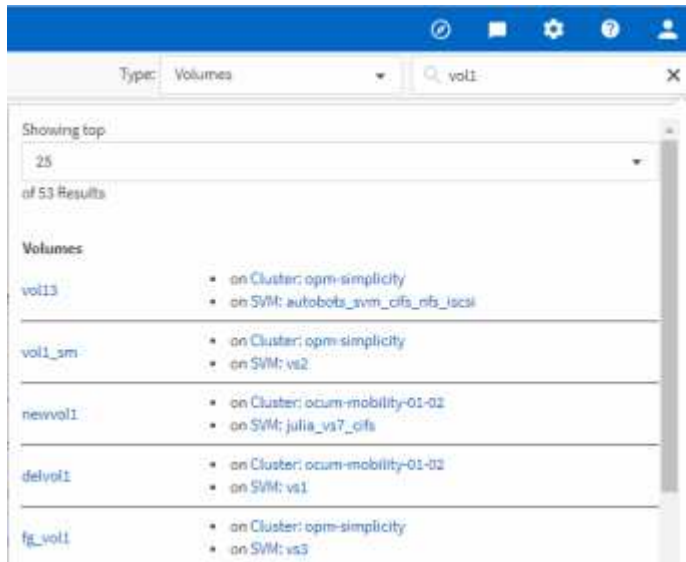 Type: Volumes vol1
Showing top
25
of 53 Results
Volumes
vol13
• on Cluster: opm-simplicity
• on SVM: autobots_svm_cifs_nfs_iscsi
vol1_sm
• on Cluster: opm-simplicity
• on SVM: vs2
newvol1
• on Cluster: ocum-mobility-01-02
• on SVM: julia_vs7_cifs
delvol1
• on Cluster: ocum-mobility-01-02
• on SVM: vs1
fg_vol1
• on Cluster: opm-simplicity
• on SVM: vs3